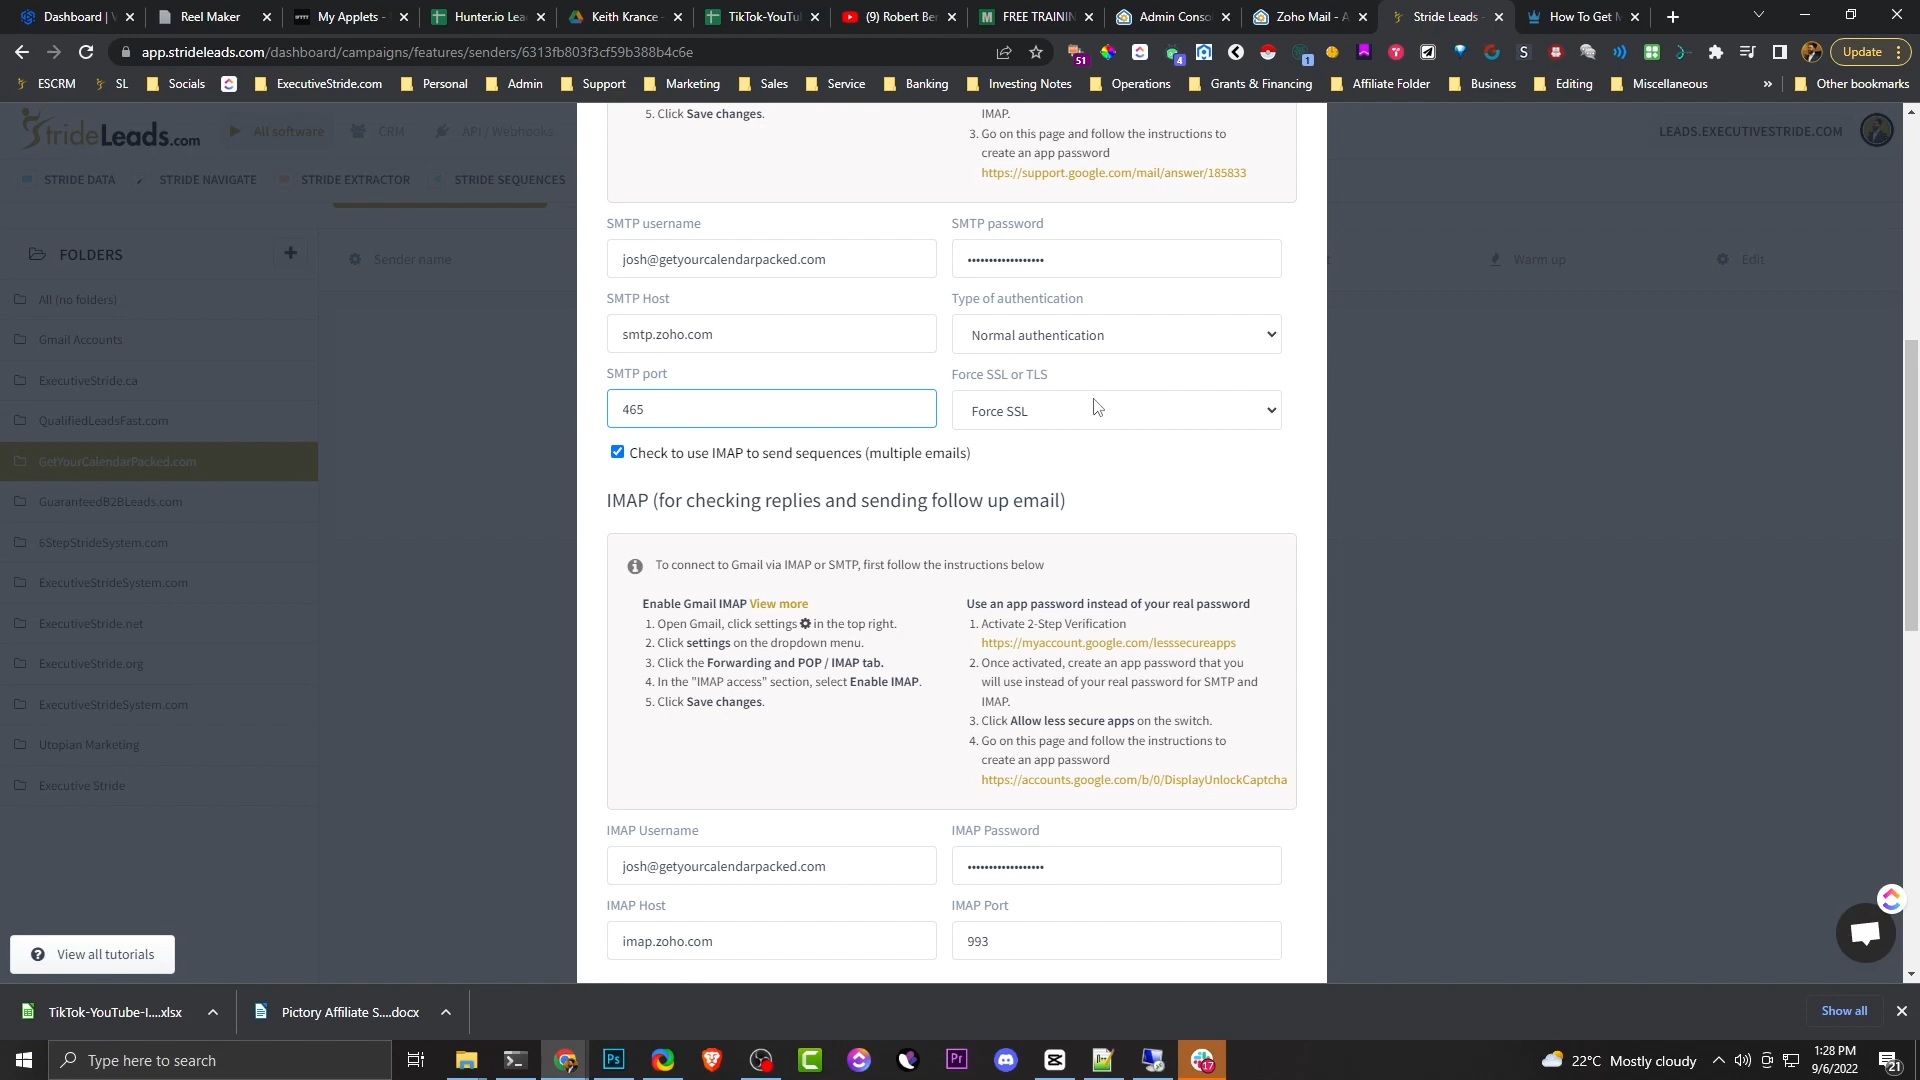 Dashboard | V
Reel Maker
My Applets -
Hunter.io Lea
Keith Krance -
TikTok-YouTu
(9) Robert Be
FREE TRAININ
Admin Conso
Zoho Mail - A
Stride Leads -
How To Get M
app.strideleads.com/dashboard/campaigns/features/senders/6313fb803f3cf59b388b4c6e
51
4
1
Update
ESCRM
SL
Socials
ExecutiveStride.com
Personal
Admin
Support
Marketing
Sales
Service
Banking
Investing Notes
Operations
Grants & Financing
Affiliate Folder
Business
Editing
Miscellaneous
»
Other bookmarks
StrideLeads.com
All software
CRM
API / Webhooks
LEADS.EXECUTIVESTRIDE.COM
STRIDE DATA
STRIDE NAVIGATE
STRIDE EXTRACTOR
STRIDE SEQUENCES
FOLDERS
Sender name
Warm up
Edit
All (no folders)
Gmail Accounts
ExecutiveStride.ca
QualifiedLeadsFast.com
GetYourCalendarPacked.com
GuaranteedB2BLeads.com
6StepStrideSystem.com
ExecutiveStrideSystem.com
ExecutiveStride.net
ExecutiveStride.org
ExecutiveStrideSystem.com
Utopian Marketing
Executive Stride
View all tutorials
5. Click Save changes.
IMAP.
3. Go on this page and follow the instructions to
create an app password
https://support.google.com/mail/answer/185833
SMTP username
SMTP password
josh@getyourcalendarpacked.com
••••••••••••••••••
SMTP Host
Type of authentication
smtp.zoho.com
Normal authentication
SMTP port
Force SSL or TLS
465
Force SSL
Check to use IMAP to send sequences (multiple emails)
IMAP (for checking replies and sending follow up email)
To connect to Gmail via IMAP or SMTP, first follow the instructions below
Enable Gmail IMAP View more
1. Open Gmail, click settings in the top right.
2. Click settings on the dropdown menu.
3. Click the Forwarding and POP / IMAP tab.
4. In the "IMAP access" section, select Enable IMAP.
5. Click Save changes.
Use an app password instead of your real password
1. Activate 2-Step Verification
https://myaccount.google.com/lesssecureapps
2. Once activated, create an app password that you
will use instead of your real password for SMTP and
IMAP.
3. Click Allow less secure apps on the switch.
4. Go on this page and follow the instructions to
create an app password
https://accounts.google.com/b/0/DisplayUnlockCaptcha
IMAP Username
IMAP Password
josh@getyourcalendarpacked.com
••••••••••••••••••
IMAP Host
IMAP Port
imap.zoho.com
993
TikTok-YouTube-I....xlsx
Pictory Affiliate S....docx
Show all
Type here to search
Ps
Pr
17
22°C Mostly cloudy
1:28 PM
9/6/2022
21